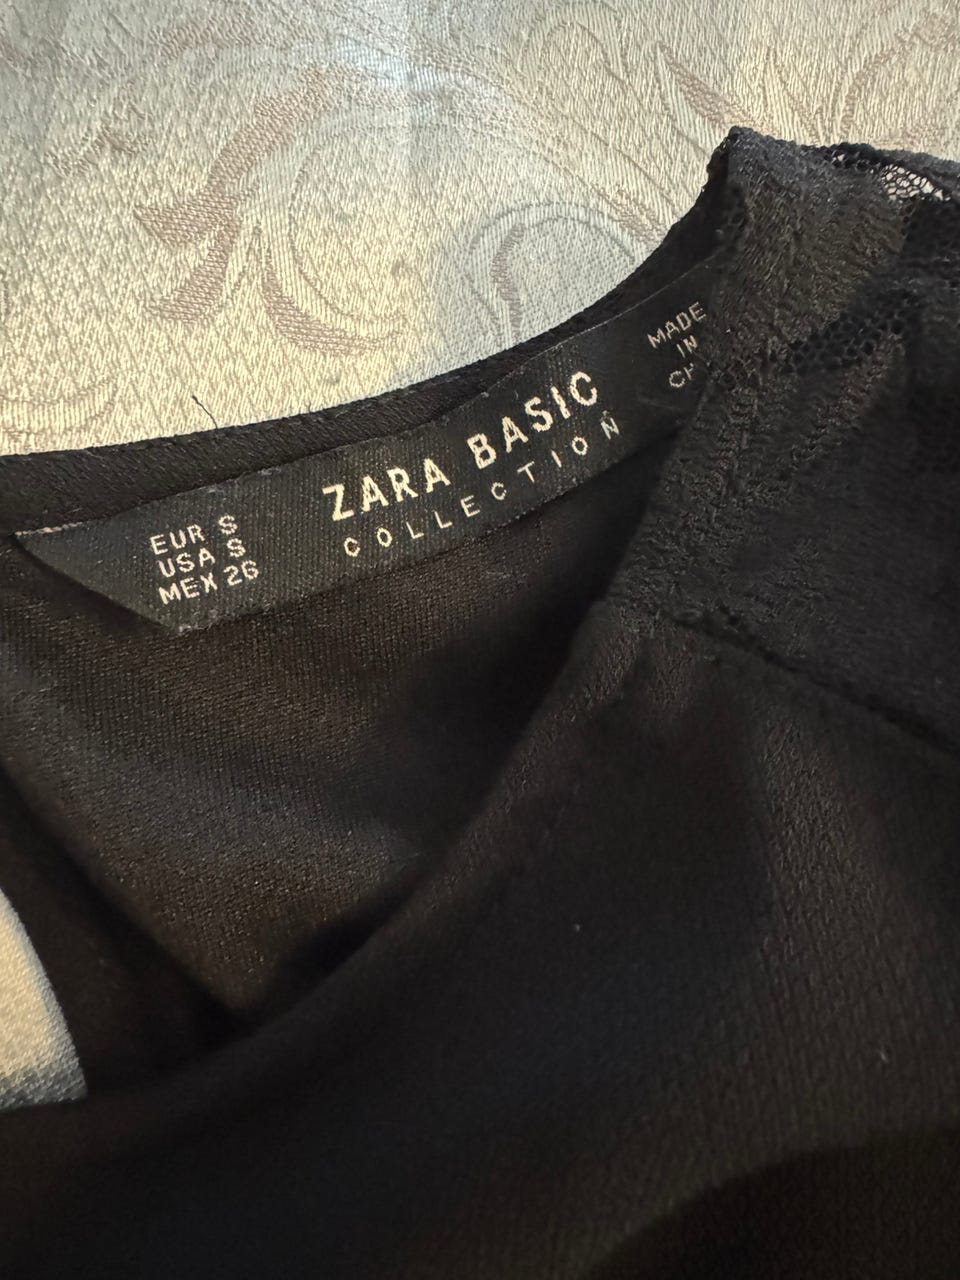 EUR S
USA S
MEX 26
ZARA BASIC
COLLECTION
MADE
IN